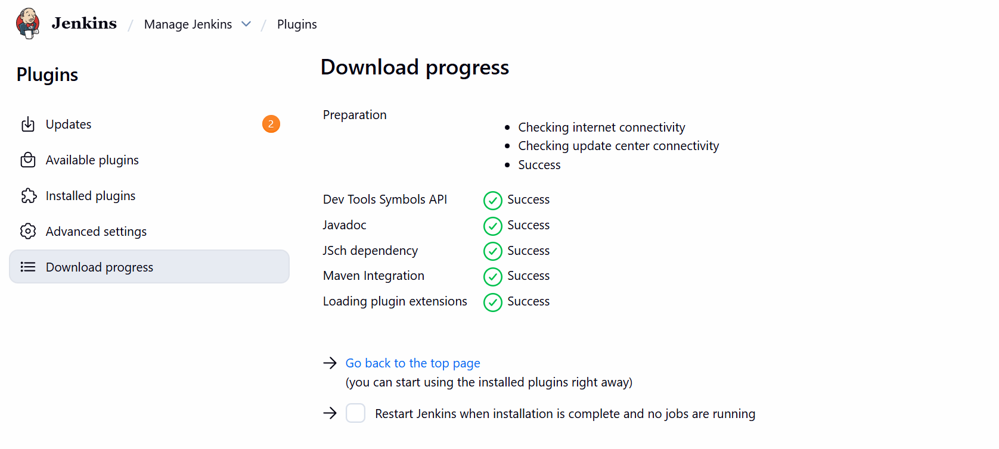 Jenkins / Manage Jenkins / Plugins
Plugins
Updates 2
Available plugins
Installed plugins
Advanced settings
Download progress
Download progress
Preparation
Checking internet connectivity
Checking update center connectivity
Success
Dev Tools Symbols API Success
Javadoc Success
JSch dependency Success
Maven Integration Success
Loading plugin extensions Success
Go back to the top page
(you can start using the installed plugins right away)
Restart Jenkins when installation is complete and no jobs are running